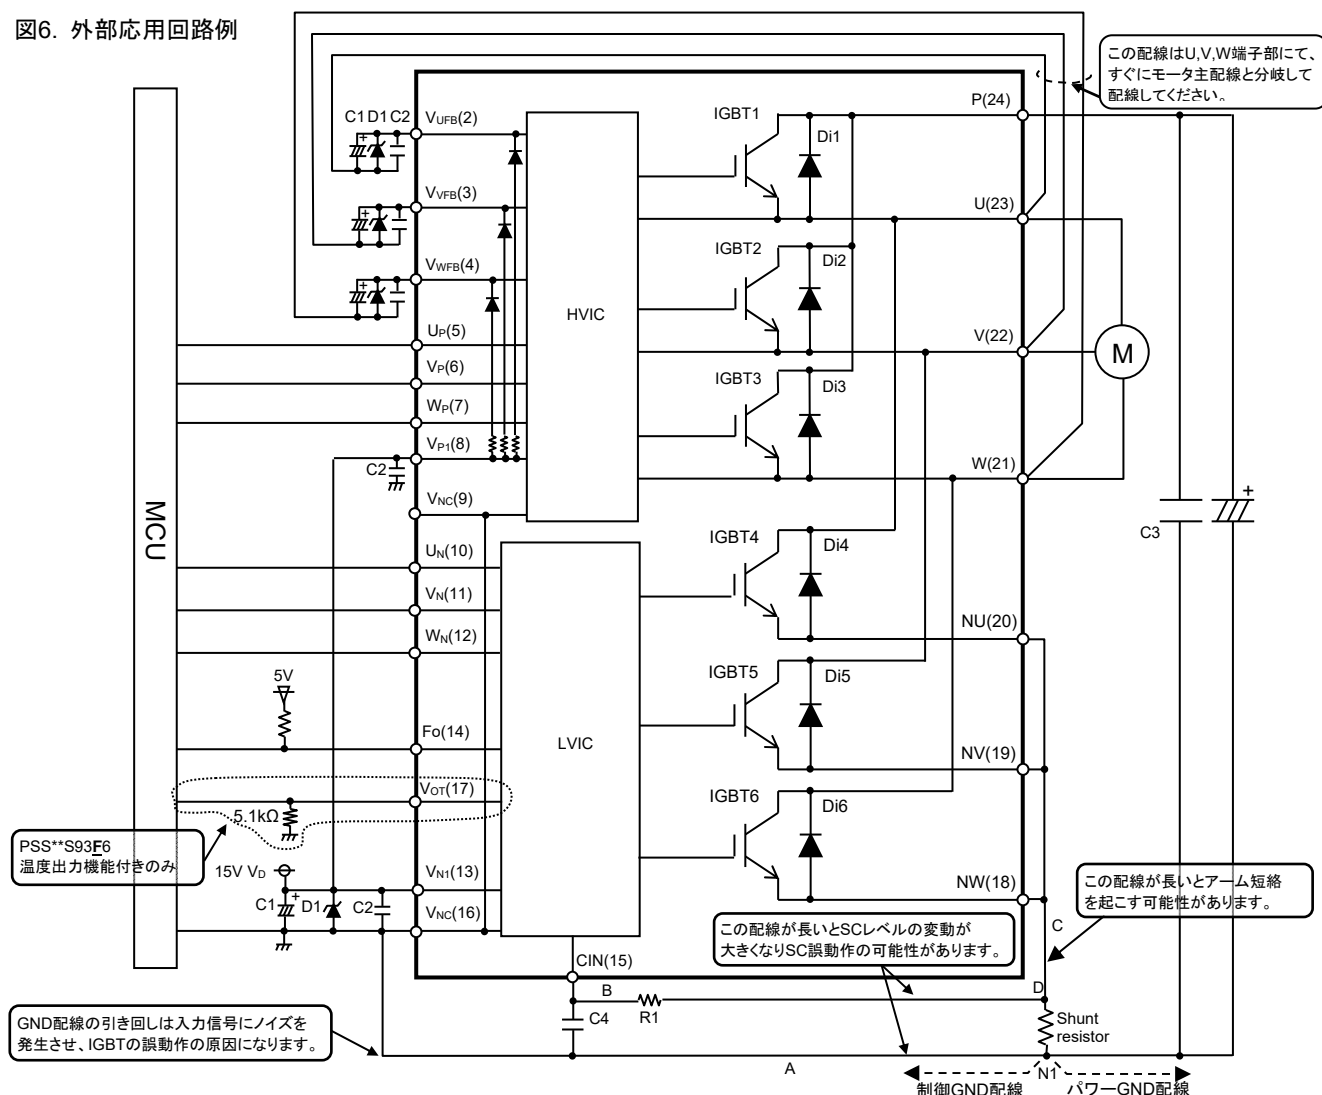 図6. 外部応用回路例
この配線はU,V,W端子部にて、
すぐにモータ主配線と分岐して
配線してください。
C1 D1 C2
VUFB(2)
VVFB(3)
VWFB(4)
UP(5)
VP(6)
WP(7)
VP1(8)
C2
VNC(9)
UN(10)
VN(11)
WN(12)
5V
Fo(14)
VOT(17)
5.1kΩ
PSS**S93F6
温度出力機能付きのみ
15V VD
VN1(13)
C1
D1
C2
VNC(16)
CIN(15)
MCU
HVIC
LVIC
IGBT1
Di1
IGBT2
Di2
IGBT3
Di3
IGBT4
Di4
IGBT5
Di5
IGBT6
Di6
P(24)
U(23)
V(22)
W(21)
NU(20)
NV(19)
NW(18)
M
C3
+
この配線が長いとアーム短絡
を起こす可能性があります。
この配線が長いとSCレベルの変動が
大きくなりSC誤動作の可能性があります。
C
D
B
R1
C4
Shunt
resistor
GND配線の引き回しは入力信号にノイズを
発生させ、IGBTの誤動作の原因になります。
A
N1
制御GND配線
パワーGND配線